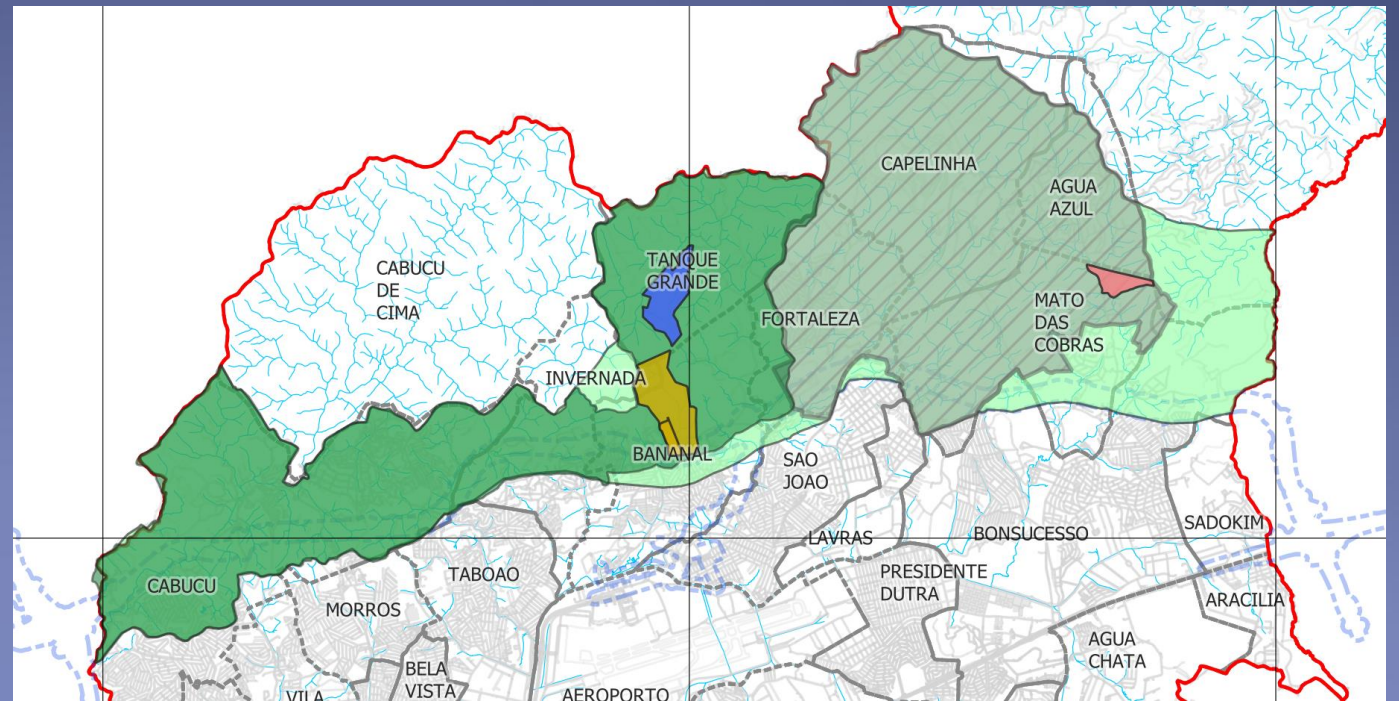 CAPELINHA
AGUA
AZUL
TANQUE
GRANDE
CABUCU
DE
CIMA
MATO
DAS
COBRAS
FORTALEZA
INVERNADA
BANANAL
SAO
JOAO
SADOKIM
BONSUCESSO
LAVRAS
TABOAO
PRESIDENTE
DUTRA
CABUCU
MORROS
ARACILIA
AGUA
CHATA
BELA
VISTA
VILA
AEROPORTO